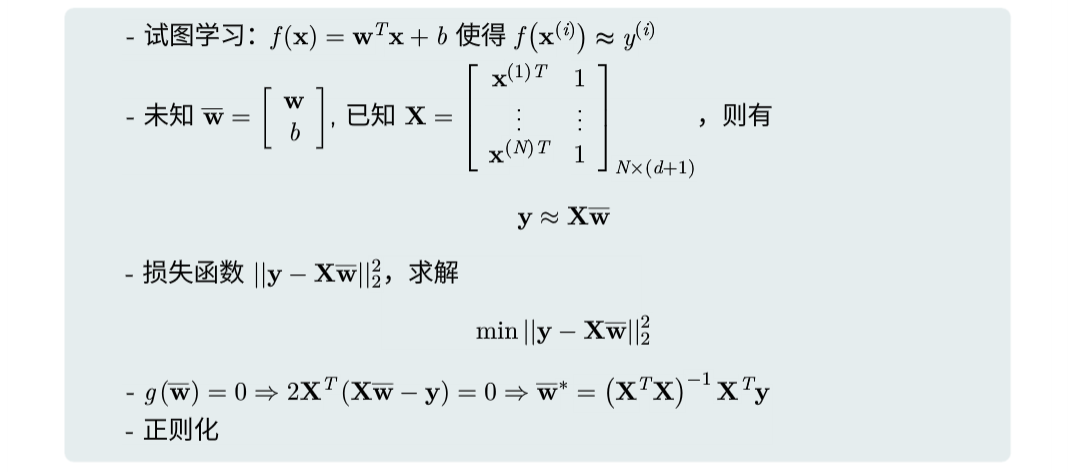 - 试图学习：$f(\mathbf{x}) = \mathbf{w}^T\mathbf{x} + b$ 使得 $f(\mathbf{x}^{(i)}) \approx y^{(i)}$
- 未知 $\overline{\mathbf{w}} = \begin{bmatrix} \mathbf{w} \\ b \end{bmatrix}$, 已知 $\mathbf{X} = \begin{bmatrix} \mathbf{x}^{(1)T} & 1 \\ \vdots & \vdots \\ \mathbf{x}^{(N)T} & 1 \end{bmatrix}_{N\times(d+1)}$ ，则有
$\mathbf{y} \approx \mathbf{X}\overline{\mathbf{w}}$
- 损失函数 $||\mathbf{y} - \mathbf{X}\overline{\mathbf{w}}||_2^2$，求解
$\min ||\mathbf{y} - \mathbf{X}\overline{\mathbf{w}}||_2^2$
- $g(\overline{\mathbf{w}}) = 0 \Rightarrow 2\mathbf{X}^T(\mathbf{X}\overline{\mathbf{w}} - \mathbf{y}) = 0 \Rightarrow \overline{\mathbf{w}}^* = (\mathbf{X}^T\mathbf{X})^{-1}\mathbf{X}^T\mathbf{y}$
- 正则化